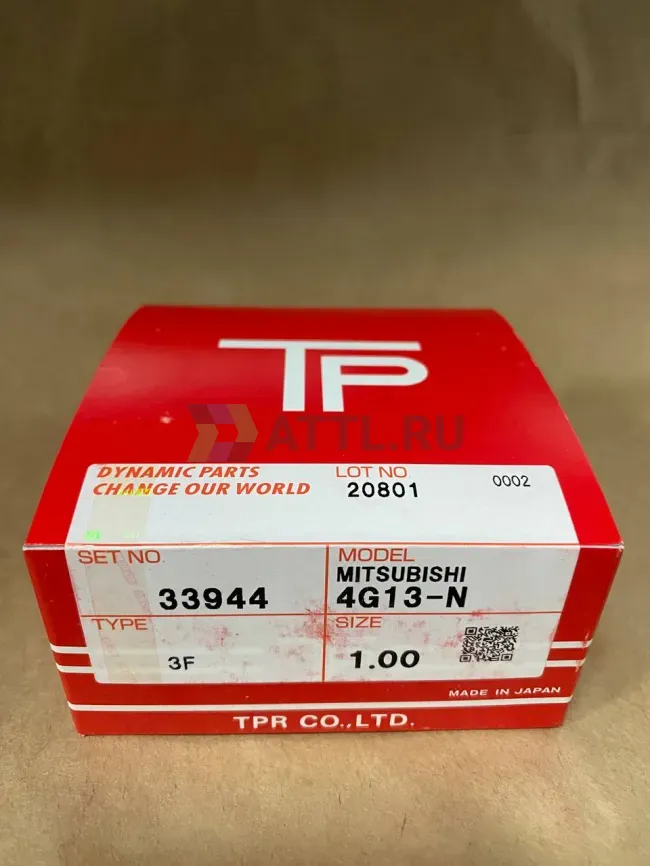 TP
ATTL.RU
DYNAMIC PARTS
CHANGE OUR WORLD
LOT NO
20801
0002
SET NO.
33944
MODEL
MITSUBISHI
4G13-N
TYPE
3F
SIZE
1.00
MADE IN JAPAN
TPR CO.,LTD.